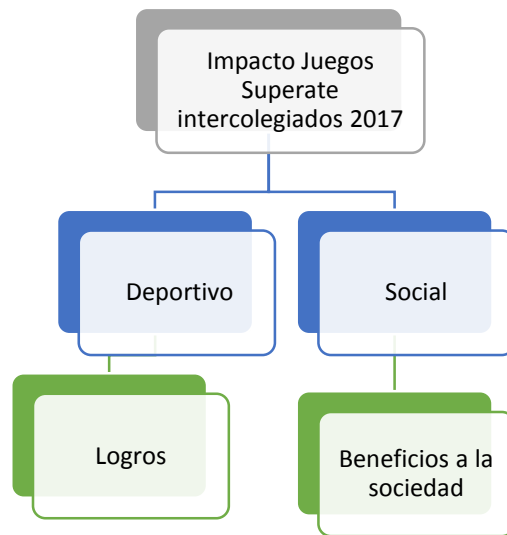 Impacto Juegos
Superate
intercolegiados 2017
Deportivo
Social
Logros
Beneficios a la
sociedad